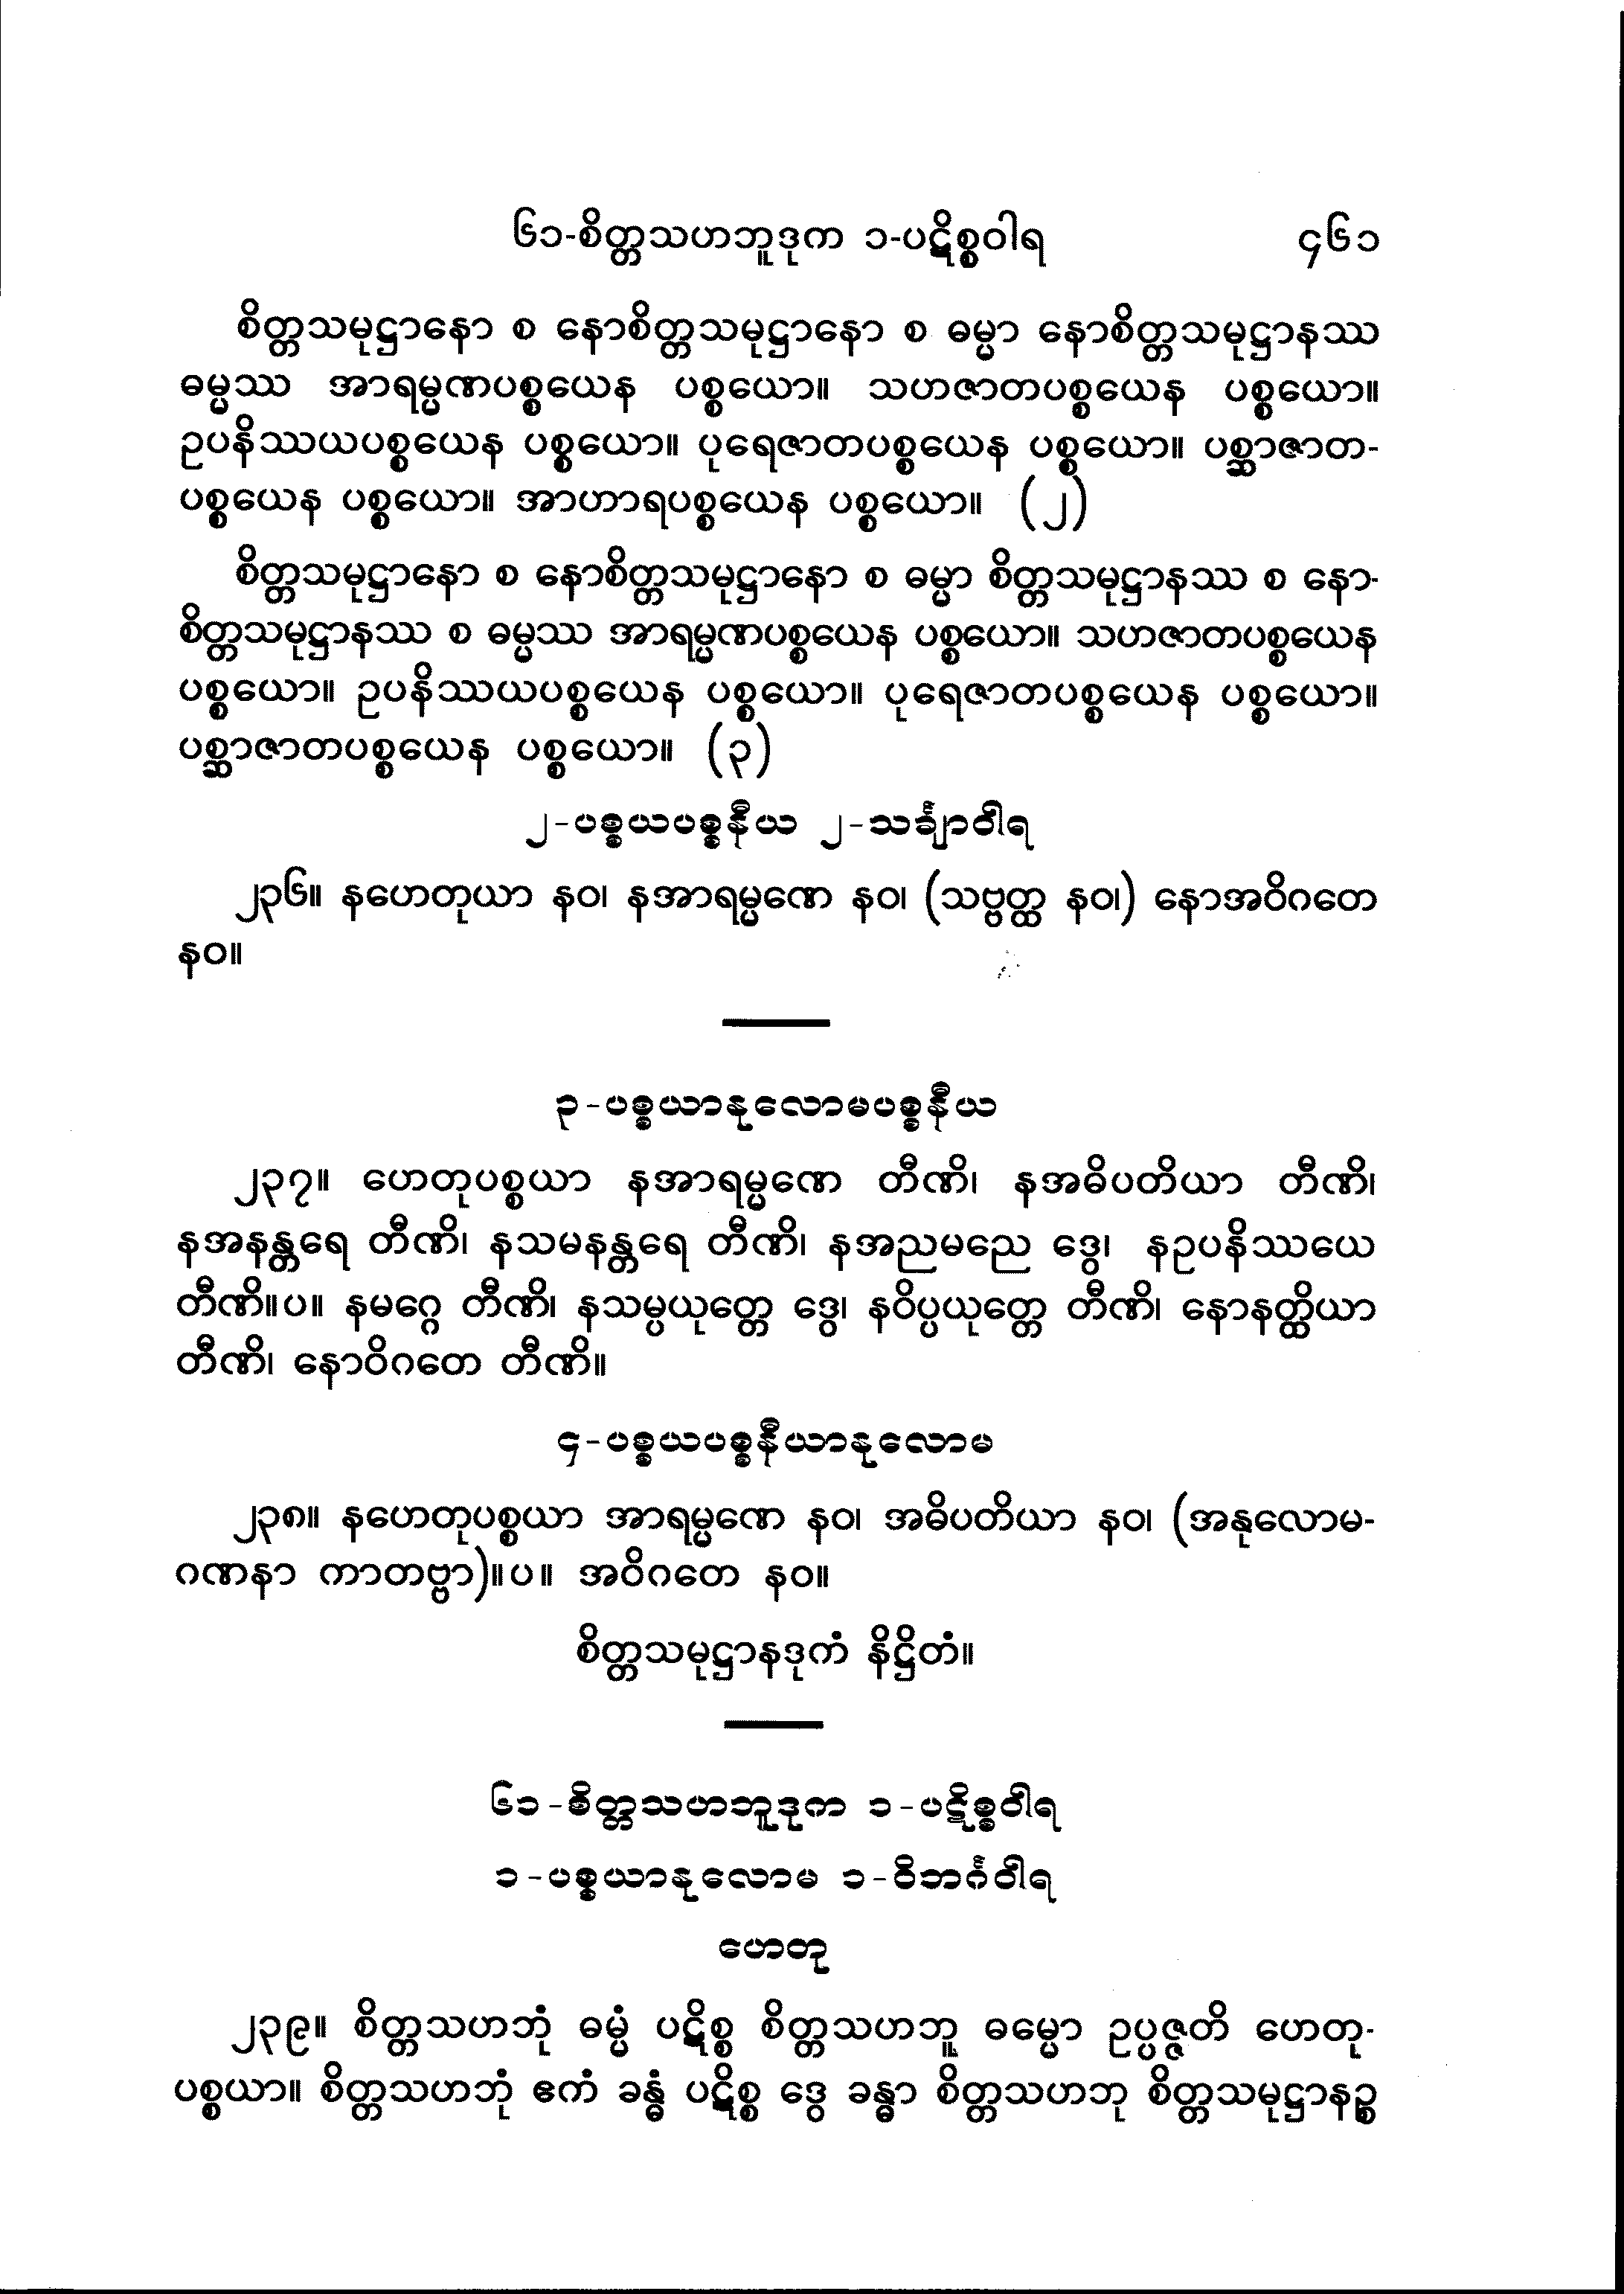 ၆၁-စိတ္တသဟဘူဒုက ၁-ပဋိစ္စဝါရ ၄၆၁
စိတ္တသမုဋ္ဌာနော စ နောစိတ္တသမုဋ္ဌာနော စ ဓမ္မာ နောစိတ္တသမုဋ္ဌာနဿ
ဓမ္မဿ အာရမ္မဏပစ္စယေန ပစ္စယော။ သဟဇာတပစ္စယေန ပစ္စယော။
ဥပနိဿယပစ္စယေန ပစ္စယော။ ပုရေဇာတပစ္စယေန ပစ္စယော။ ပစ္ဆာဇာတ-
ပစ္စယေန ပစ္စယော။ အာဟာရပစ္စယေန ပစ္စယော။ (၂)
စိတ္တသမုဋ္ဌာနော စ နောစိတ္တသမုဋ္ဌာနော စ ဓမ္မာ စိတ္တသမုဋ္ဌာနဿ စ နော-
စိတ္တသမုဋ္ဌာနဿ စ ဓမ္မဿ အာရမ္မဏပစ္စယေန ပစ္စယော။ သဟဇာတပစ္စယေန
ပစ္စယော။ ဥပနိဿယပစ္စယေန ပစ္စယော။ ပုရေဇာတပစ္စယေန ပစ္စယော။
ပစ္ဆာဇာတပစ္စယေန ပစ္စယော။ (၃)
၂-ပစ္စယပစ္စနီယ ၂-သင်္ချာဝါရ
၂၃၆။ နဟေတုယာ နဝ၊ နအာရမ္မဏေ နဝ၊ (သဗ္ဗတ္ထ နဝ၊) နောအဝိဂတေ
နဝ။
၃-ပစ္စယာနုလောမပစ္စနီယ
၂၃၇။ ဟေတုပစ္စယာ နအာရမ္မဏေ တီဏိ၊ နအဓိပတိယာ တီဏိ၊
နအနန္တရေ တီဏိ၊ နသမနန္တရေ တီဏိ၊ နအညမညေ ဒွေ၊ နဥပနိဿယေ
တီဏိ။ပ။ နမဂ္ဂေ တီဏိ၊ နသမ္ပယုတ္တေ ဒွေ၊ နဝိပ္ပယုတ္တေ တီဏိ၊ နောနတ္ထိယာ
တီဏိ၊ နောဝိဂတေ တီဏိ။
၄-ပစ္စယပစ္စနီယာနုလောမ
၂၃၈။ နဟေတုပစ္စယာ အာရမ္မဏေ နဝ၊ အဓိပတိယာ နဝ၊ (အနုလောမ-
ဂဏနာ ကာတဗ္ဗာ)။ပ။ အဝိဂတေ နဝ။
စိတ္တသမုဋ္ဌာနဒုကံ နိဋ္ဌိတံ။
၆၁-စိတ္တသဟဘူဒုက ၁-ပဋိစ္စဝါရ
၁-ပစ္စယာနုလောမ ၁-ဝိဘင်္ဂဝါရ
ဟေတု
၂၃၉။ စိတ္တသဟဘုံ ဓမ္မံ ပဋိစ္စ စိတ္တသဟဘူ ဓမ္မော ဥပ္ပဇ္ဇတိ ဟေတု-
ပစ္စယာ။ စိတ္တသဟဘုံ ဧကံ ခန္ဓံ ပဋိစ္စ ဒွေ ခန္ဓာ စိတ္တသဟဘု စိတ္တသမုဋ္ဌာနဉ္စ